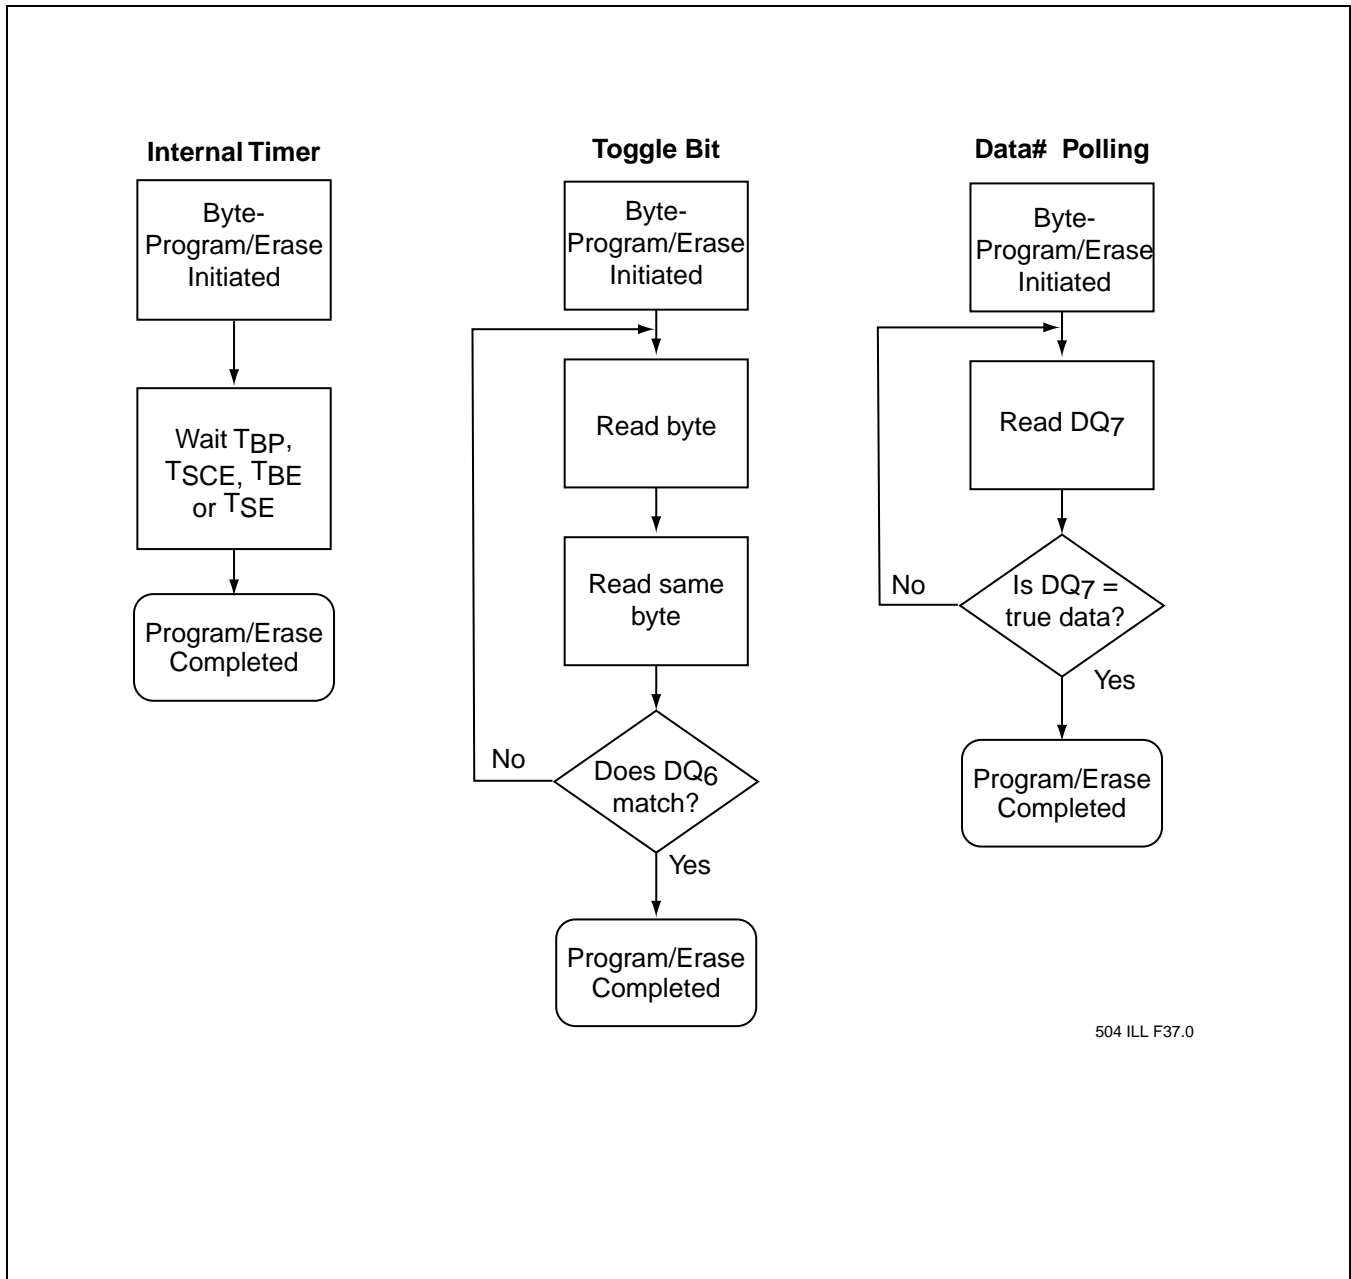 Internal Timer
Byte-
Program/Erase
Initiated
Wait TBP,
TSCE, TBE
or TSE
Program/Erase
Completed
Toggle Bit
Byte-
Program/Erase
Initiated
Read byte
Read same
byte
No
Does DQ6
match?
Yes
Program/Erase
Completed
Data# Polling
Byte-
Program/Erase
Initiated
Read DQ7
No
Is DQ7 =
true data?
Yes
Program/Erase
Completed
504 ILL F37.0